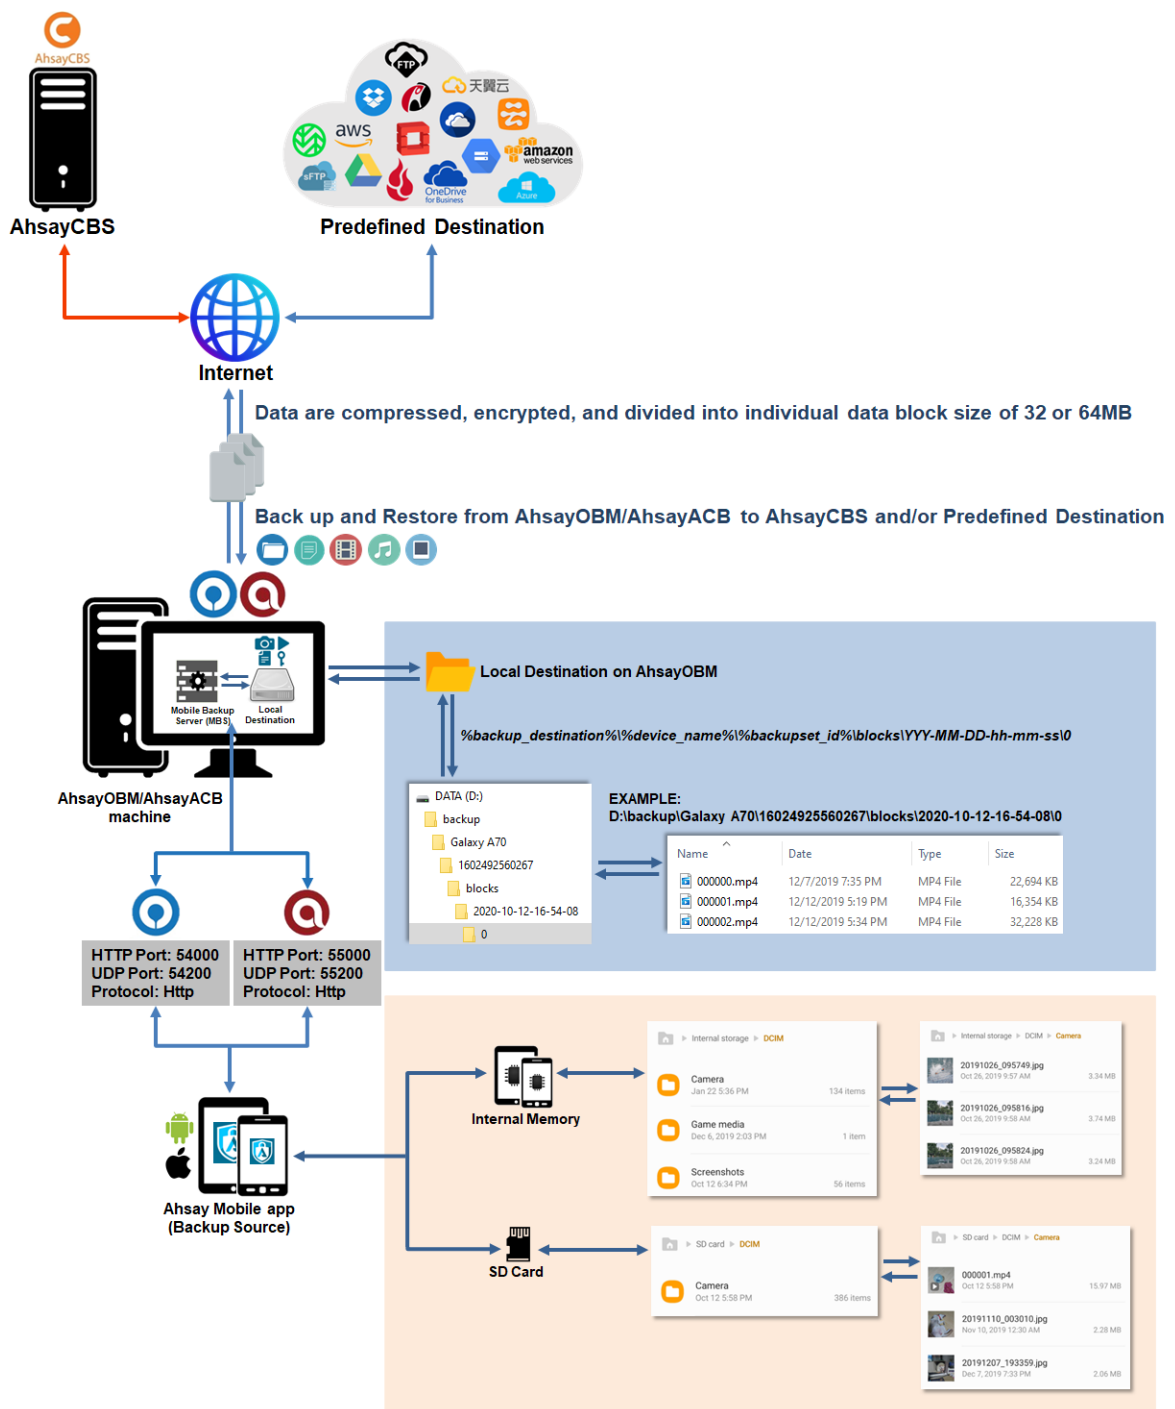 AhsayCBS
AhsayCBS
FTP
天翼云
aws
amazon
web services
sFTP
OneDrive
for Business
Azure
Predefined Destination
Internet
Data are compressed, encrypted, and divided into individual data block size of 32 or 64MB
Back up and Restore from AhsayOBM/AhsayACB to AhsayCBS and/or Predefined Destination
Mobile Backup
Server (MBS)
Local
Destination
AhsayOBM/AhsayACB
machine
Local Destination on AhsayOBM
%backup_destination%\%device_name%\%backupset_id%\blocks\YYY-MM-DD-hh-mm-ss\0
DATA (D:)
backup
Galaxy A70
1602492560267
blocks
2020-10-12-16-54-08
0
EXAMPLE:
D:\backup\Galaxy A70\16024925560267\blocks\2020-10-12-16-54-08\0
Name Date Type Size
000000.mp4 12/7/2019 7:35 PM MP4 File 22,694 KB
000001.mp4 12/12/2019 5:19 PM MP4 File 16,354 KB
000002.mp4 12/12/2019 5:34 PM MP4 File 32,228 KB
HTTP Port: 54000
UDP Port: 54200
Protocol: Http
HTTP Port: 55000
UDP Port: 55200
Protocol: Http
Ahsay Mobile app
(Backup Source)
Internal Memory
Internal storage DCIM
Camera
Jan 22 5:36 PM 134 items
Game media
Dec 6, 2019 2:03 PM 1 item
Screenshots
Oct 12 6:34 PM 56 items
Internal storage DCIM Camera
20191026_095749.jpg
Oct 26, 2019 9:57 AM 3.34 MB
20191026_095816.jpg
Oct 26, 2019 9:58 AM 3.74 MB
20191026_095824.jpg
Oct 26, 2019 9:58 AM 3.24 MB
SD Card
SD card DCIM
Camera
Oct 12 5:58 PM 386 items
SD card DCIM Camera
000001.mp4
Oct 12 5:58 PM 15.97 MB
20191110_003010.jpg
Nov 10, 2019 12:30 AM 2.28 MB
20191207_193359.jpg
Dec 7, 2019 7:33 PM 2.06 MB